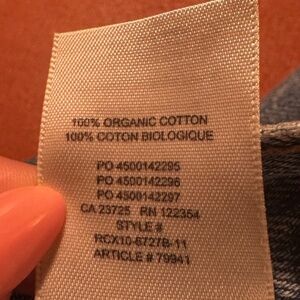 100% ORGANIC COTTON
100% COTON BIOLOGIQUE
PO 4500142295
PO 4500142296
PO 4500142297
CA 23725 RN 122354
STYLE #
RCX10-6727B-11
ARTICLE # 79941